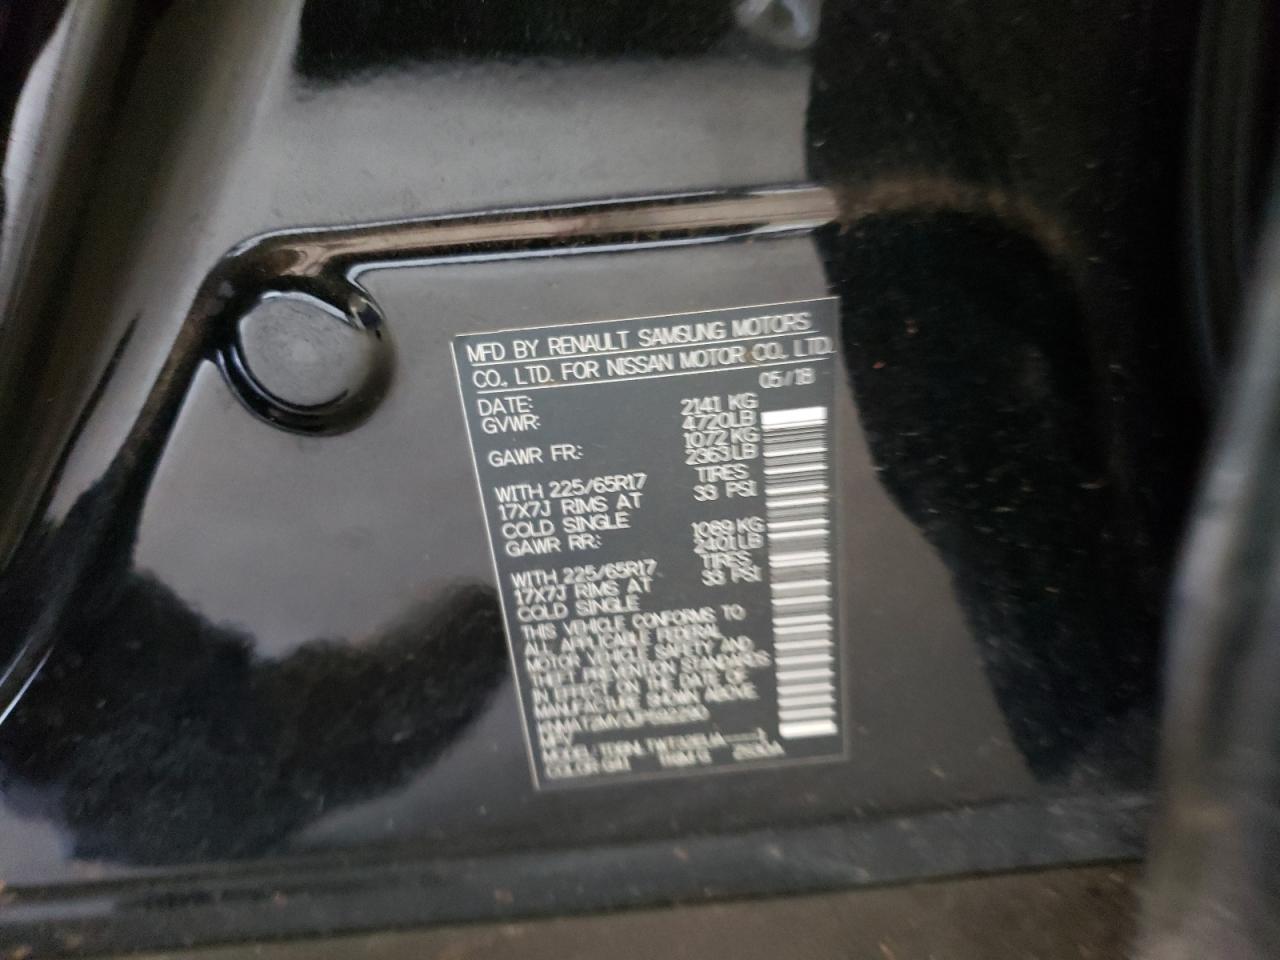 MFD BY RENAULT SAMSUNG MOTORS
CO., LTD. FOR NISSAN MOTOR CO., LTD.
DATE: 05/18
GVWR: 2141 KG
4720LB
GAWR FR: 1072 KG
2363LB
WITH 225/65R17 TIRES
17X7J RIMS AT 33 PSI
COLD SINGLE
GAWR RR: 1089 KG
2401LB
WITH 225/65R17 TIRES
17X7J RIMS AT 33 PSI
COLD SINGLE
THIS VEHICLE CONFORMS TO
ALL APPLICABLE FEDERAL
MOTOR VEHICLE SAFETY AND
THEFT PREVENTION STANDARDS
IN EFFECT ON THE DATE OF
MANUFACTURE SHOWN ABOVE
MPV
MODEL:
COLOR: